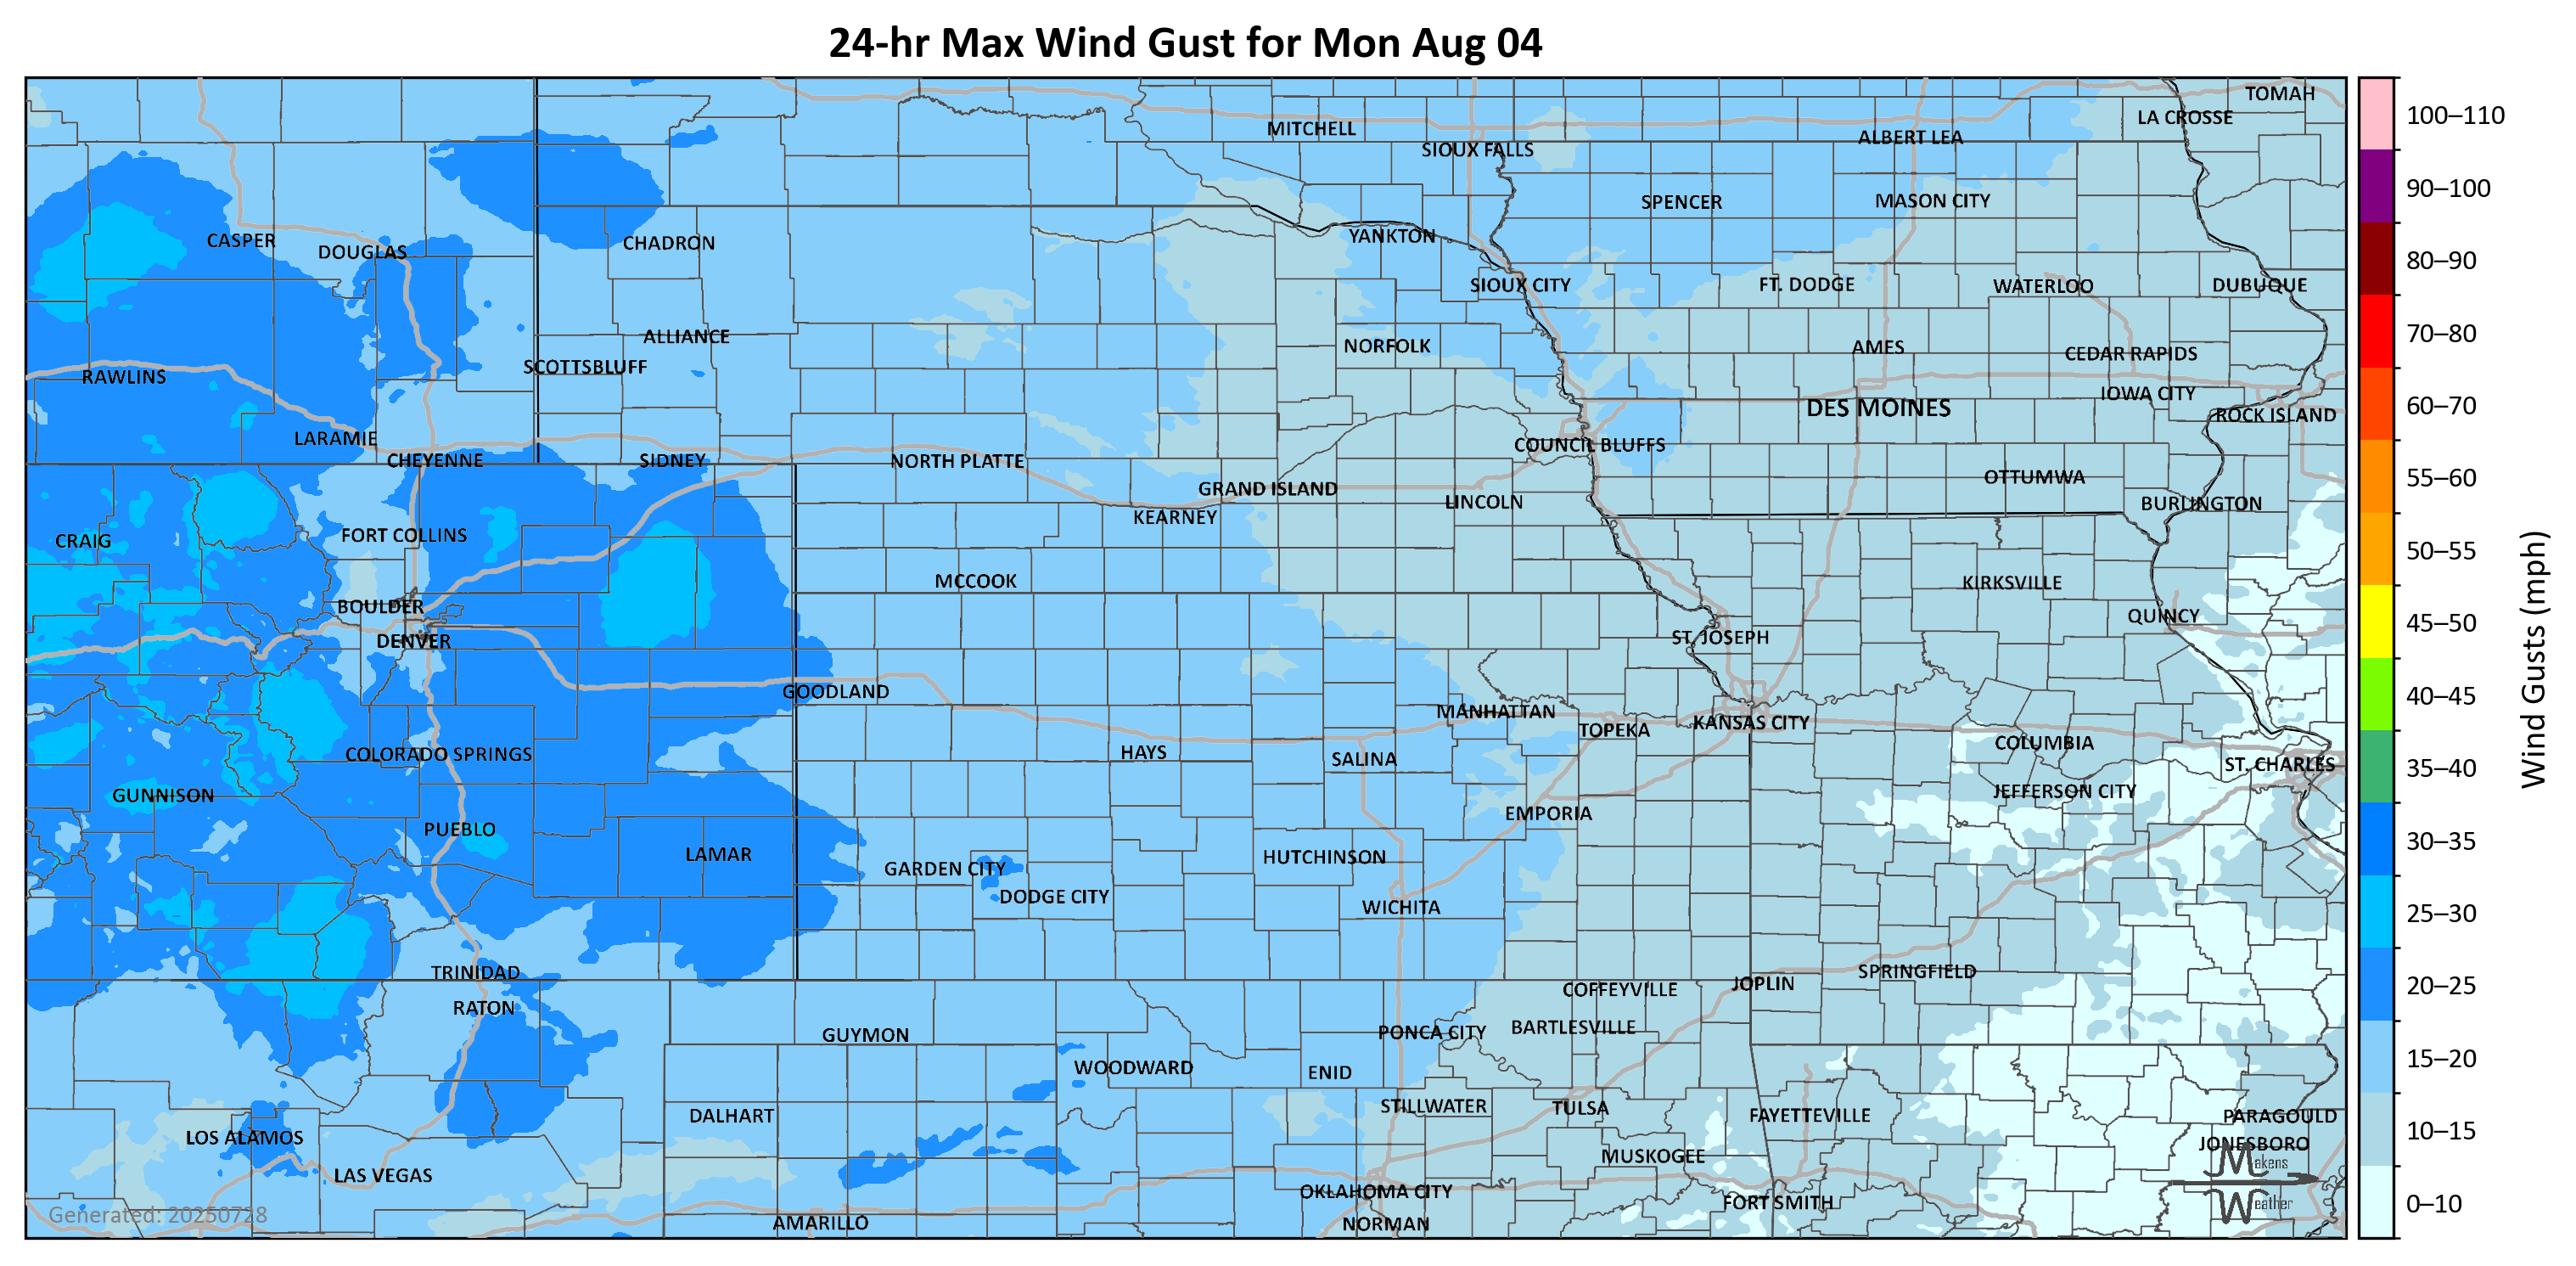 24-hr Max Wind Gust for Mon Aug 04
TOMAH
LA CROSSE
MITCHELL
ALBERT LEA
SIOUX FALLS
SPENCER
MASON CITY
CASPER
DOUGLAS
CHADRON
YANKTON
SIOUX CITY
FT. DODGE
WATERLOO
DUBUQUE
ALLIANCE
NORFOLK
AMES
CEDAR RAPIDS
SCOTTSBLUFF
RAWLINS
IOWA CITY
DES MOINES
ROCK ISLAND
LARAMIE
COUNCIL BLUFFS
CHEYENNE
SIDNEY
NORTH PLATTE
OTTUMWA
GRAND ISLAND
LINCOLN
BURLINGTON
KEARNEY
FORT COLLINS
CRAIG
MCCOOK
KIRKSVILLE
BOULDER
QUINCY
DENVER
ST. JOSEPH
GOODLAND
MANHATTAN
TOPEKA
KANSAS CITY
COLUMBIA
COLORADO SPRINGS
HAYS
SALINA
ST. CHARLES
GUNNISON
JEFFERSON CITY
EMPORIA
PUEBLO
LAMAR
HUTCHINSON
GARDEN CITY
DODGE CITY
WICHITA
TRINIDAD
SPRINGFIELD
JOPLIN
COFFEYVILLE
RATON
GUYMON
PONCA CITY
BARTLESVILLE
WOODWARD
ENID
DALHART
STILLWATER
TULSA
FAYETTEVILLE
PARAGOULD
LOS ALAMOS
JONESBORO
MUSKOGEE
LAS VEGAS
OKLAHOMA CITY
FORT SMITH
AMARILLO
NORMAN
Generated: 20250728
Makens
Weather
100–110
90–100
80–90
70–80
60–70
55–60
50–55
45–50
40–45
35–40
30–35
25–30
20–25
15–20
10–15
0–10
Wind Gusts (mph)